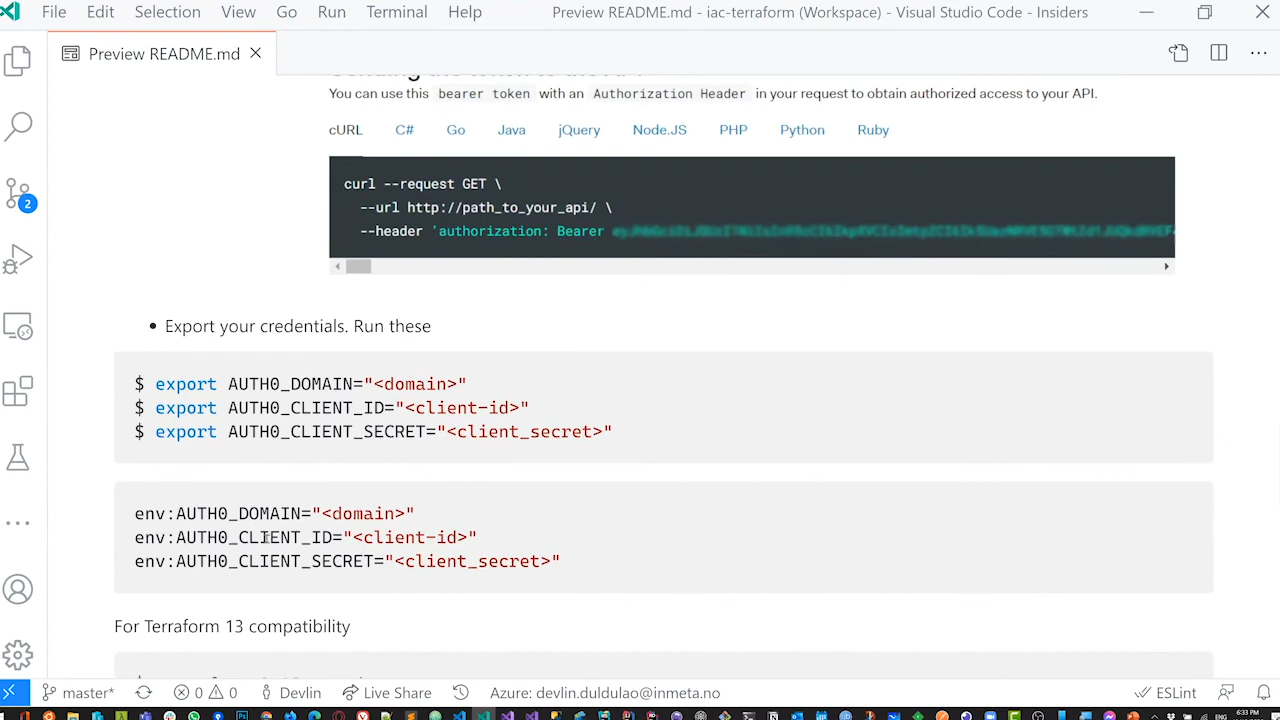 File Edit Selection View Go Run Terminal Help Preview README.md - iac-terraform (Workspace) - Visual Studio Code - Insiders
Preview README.md
You can use this bearer token with an Authorization Header in your request to obtain authorized access to your API.
cURL C# Go Java jQuery Node.JS PHP Python Ruby
curl --request GET \
--url http://path_to_your_api/ \
--header 'authorization: Bearer
2
• Export your credentials. Run these
$ export AUTH0_DOMAIN="<domain>"
$ export AUTH0_CLIENT_ID="<client-id>"
$ export AUTH0_CLIENT_SECRET="<client_secret>"
env:AUTH0_DOMAIN="<domain>"
env:AUTH0_CLIENT_ID="<client-id>"
env:AUTH0_CLIENT_SECRET="<client_secret>"
For Terraform 13 compatibility
master* 0 0 Devlin Live Share Azure: devlin.duldulao@inmeta.no ESLint
6:33 PM